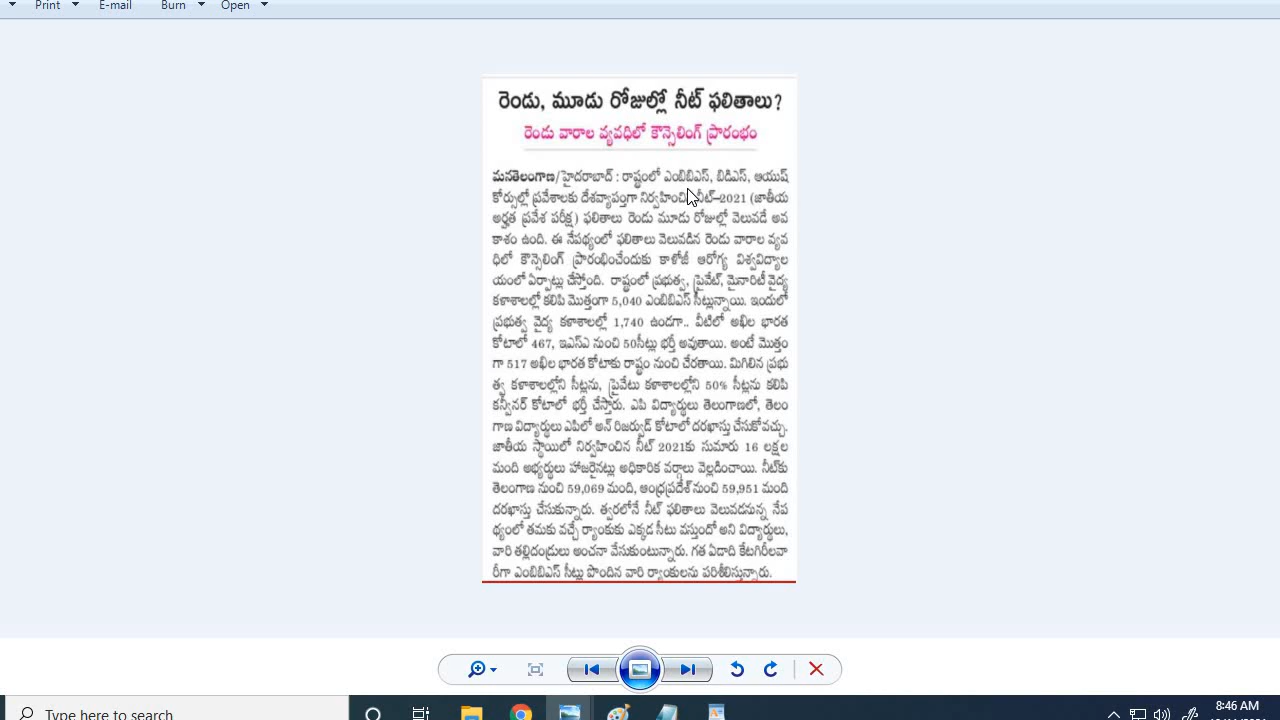 Print
E-mail
Burn
Open
రెండు, మూడు రోజుల్లో నీట్ ఫలితాలు?
రెండు వారాల వ్యవధిలో కౌన్సెలింగ్ ప్రారంభం
మనతెలంగాణ/హైదరాబాద్ : రాష్ట్రంలో ఎంబిబిఎస్, బిడిఎస్, ఆయుష్
కోర్సుల్లో ప్రవేశాలకు దేశవ్యాప్తంగా నిర్వహించిన నీట్-2021 (జాతీయ
అర్హత ప్రవేశ పరీక్ష) ఫలితాలు రెండు మూడు రోజుల్లో వెలువడే అవ
కాశం ఉంది. ఈ నేపథ్యంలో ఫలితాలు వెలువడిన రెండు వారాల వ్యవ
ధిలో కౌన్సెలింగ్ ప్రారంభించేందుకు కాళోజీ ఆరోగ్య విశ్వవిద్యాల
యంలో ఏర్పాట్లు చేస్తోంది. రాష్ట్రంలో ప్రభుత్వ, ప్రైవేట్, మైనారిటీ వైద్య
కళాశాలల్లో కలిపి మొత్తంగా 5,040 ఎంబిబిఎస్ సీట్లున్నాయి. ఇందులో
ప్రభుత్వ వైద్య కళాశాలల్లో 1,740 ఉండగా.. వీటిలో అఖిల భారత
కోటాలో 467, ఇఎస్ఐ నుంచి 50సీట్లు భర్తీ అవుతాయి. అంటే మొత్తం
గా 517 అఖిల భారత కోటాకు రాష్ట్రం నుంచి చేరతాయి. మిగిలిన ప్రభు
త్వ కళాశాలల్లోని సీట్లను, ప్రైవేటు కళాశాలల్లోని 50% సీట్లను కలిపి
కన్వీనర్ కోటాలో భర్తీ చేస్తారు. ఎపి విద్యార్థులు తెలంగాణలో, తెలం
గాణ విద్యార్థులు ఎపిలో అన్ రిజర్వుడ్ కోటాలో దరఖాస్తు చేసుకోవచ్చు.
జాతీయ స్థాయిలో నిర్వహించిన నీట్ 2021కు సుమారు 16 లక్షల
మంది అభ్యర్థులు హాజరైనట్లు అధికారిక వర్గాలు వెల్లడించాయి. నీట్‌కు
తెలంగాణ నుంచి 59,069 మంది, ఆంధ్రప్రదేశ్ నుంచి 59,951 మంది
దరఖాస్తు చేసుకున్నారు. త్వరలోనే నీట్ ఫలితాలు వెలువడనున్న నేప
థ్యంలో తమకు వచ్చే ర్యాంకుకు ఎక్కడ సీటు వస్తుందో అని విద్యార్థులు,
వారి తల్లిదండ్రులు అంచనా వేసుకుంటున్నారు. గత ఏడాది కేటగిరీలవా
రీగా ఎంబిబిఎస్ సీట్లు పొందిన వారి ర్యాంకులను పరిశీలిస్తున్నారు.
Type here to search
8:46 AM